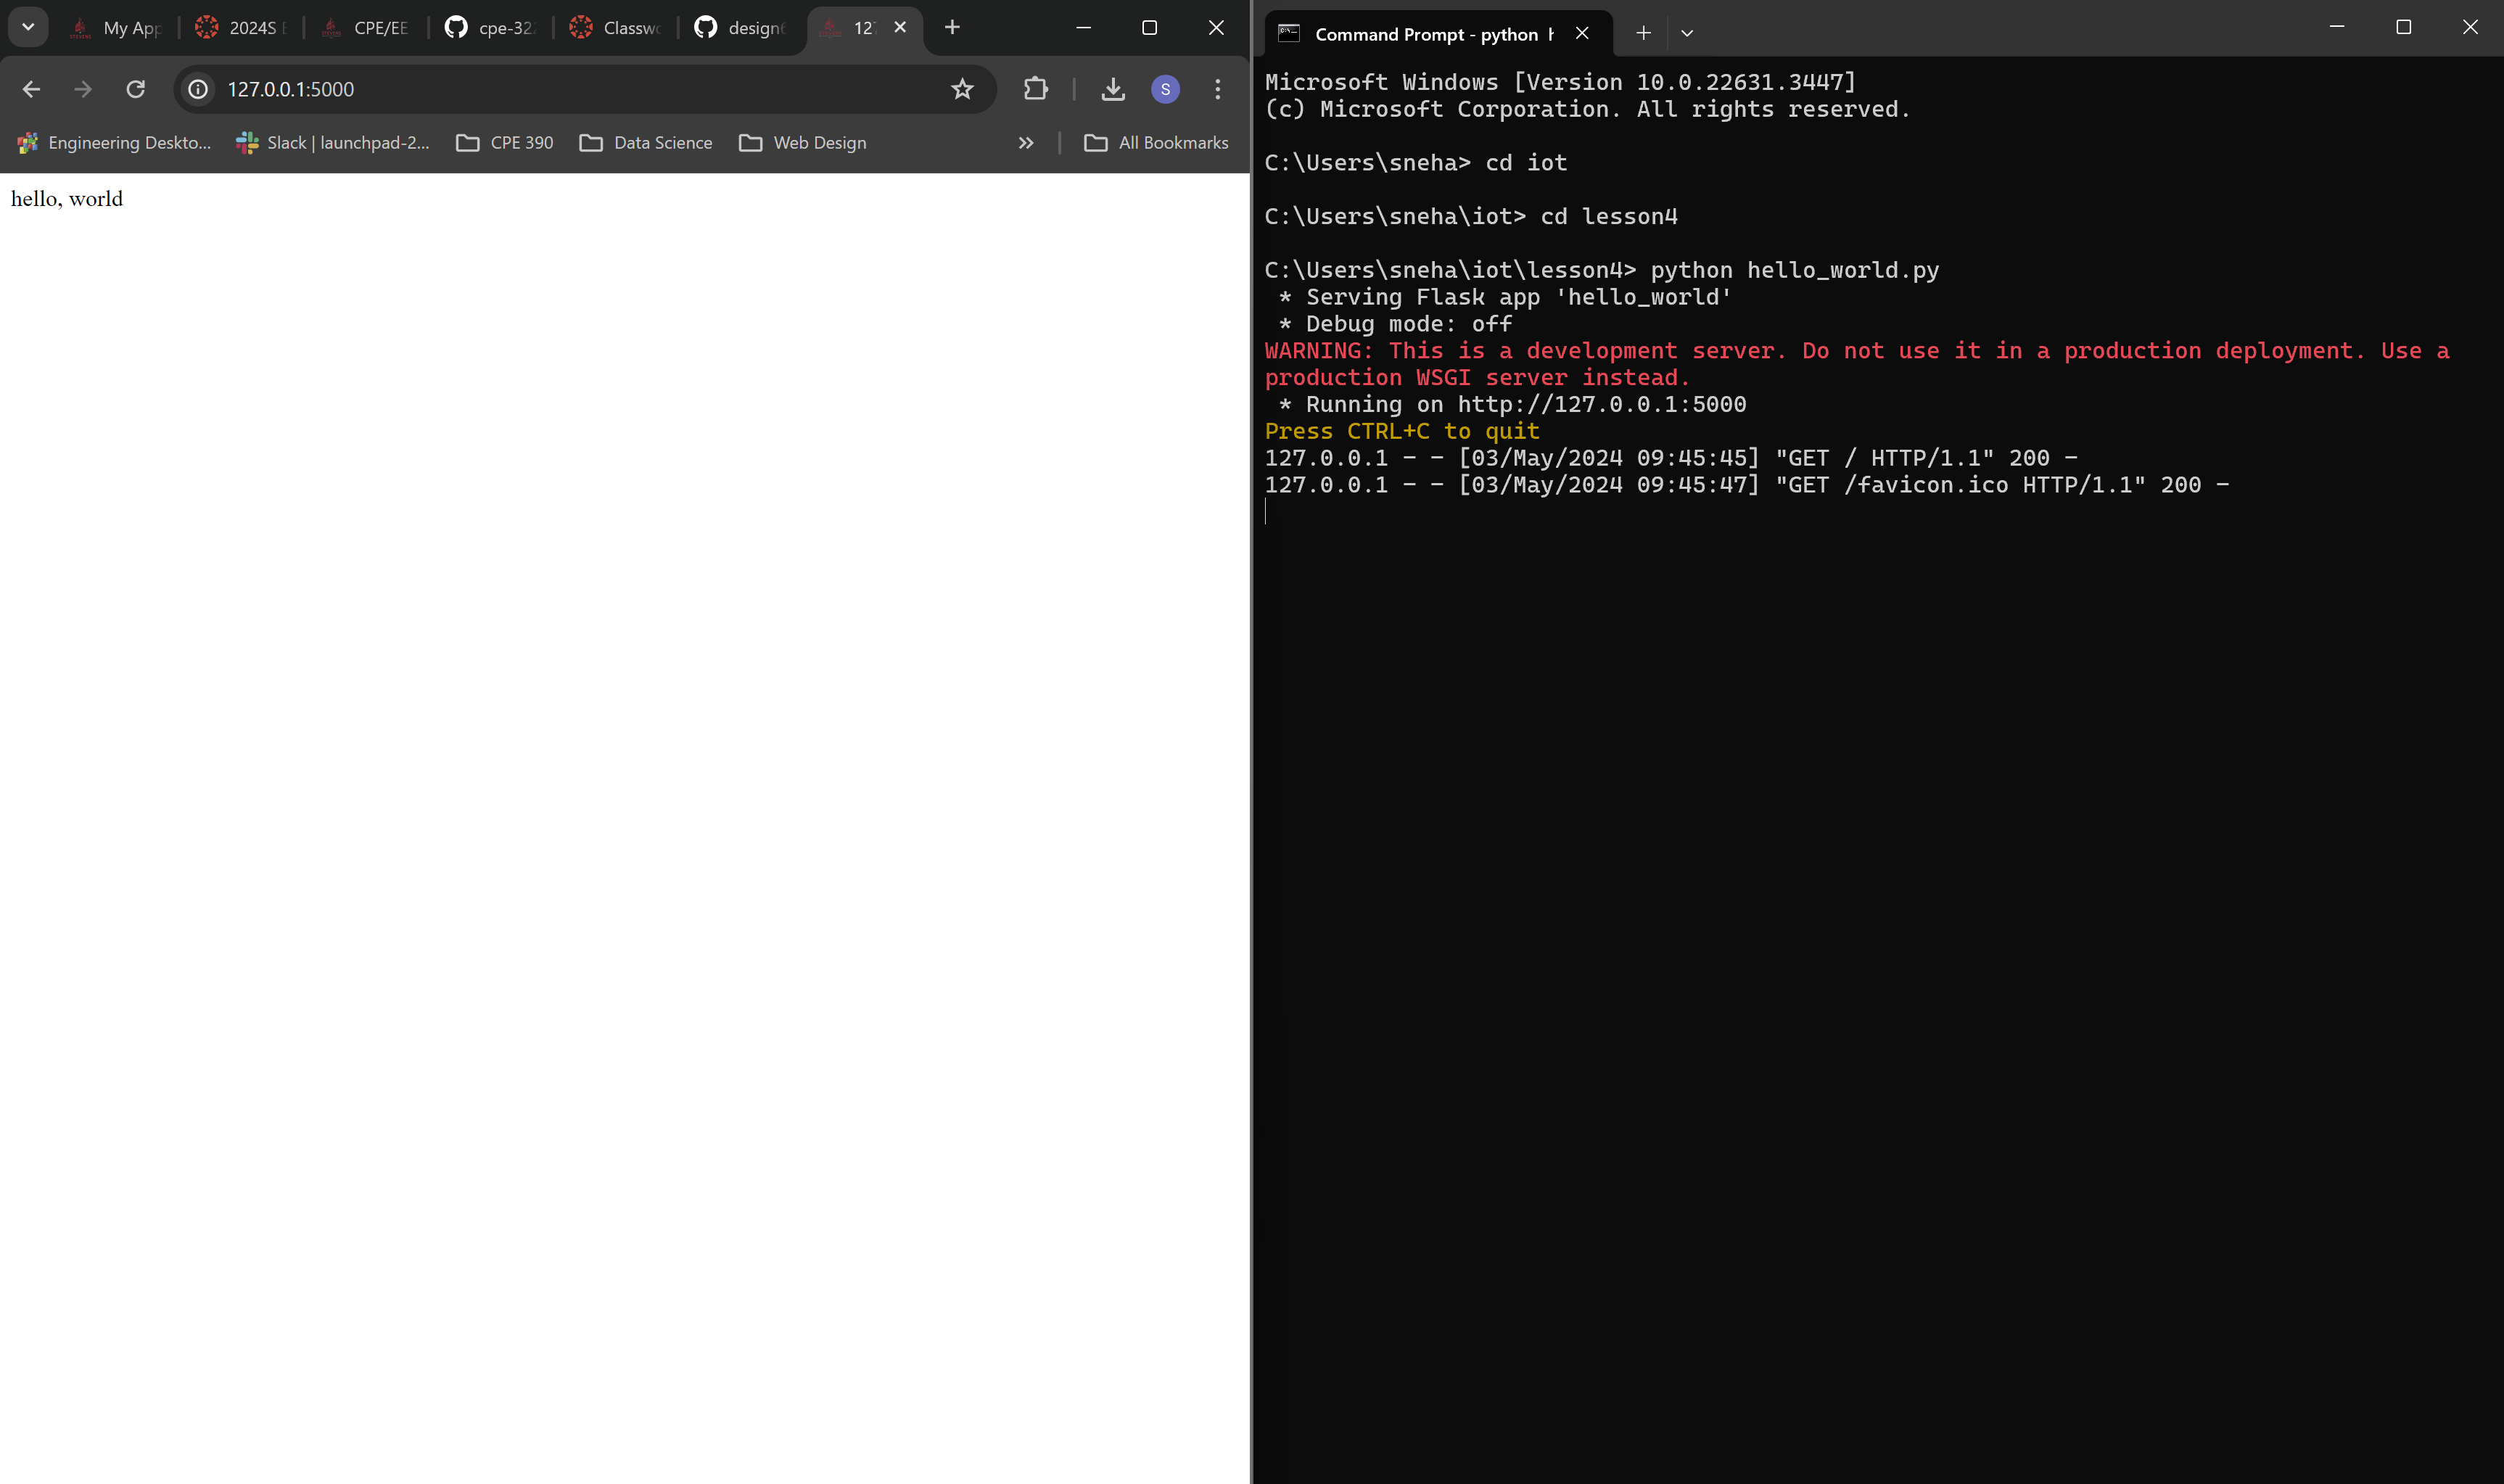 My App
2024S E
CPE/EE
cpe-322
Classwo
design6
127
127.0.0.1:5000
S
Engineering Deskto...
Slack | launchpad-2...
CPE 390
Data Science
Web Design
All Bookmarks
hello, world
Command Prompt - python h
Microsoft Windows [Version 10.0.22631.3447]
(c) Microsoft Corporation. All rights reserved.
C:\Users\sneha> cd iot
C:\Users\sneha\iot> cd lesson4
C:\Users\sneha\iot\lesson4> python hello_world.py
* Serving Flask app 'hello_world'
* Debug mode: off
WARNING: This is a development server. Do not use it in a production deployment. Use a
production WSGI server instead.
* Running on http://127.0.0.1:5000
Press CTRL+C to quit
127.0.0.1 - - [03/May/2024 09:45:45] "GET / HTTP/1.1" 200 -
127.0.0.1 - - [03/May/2024 09:45:47] "GET /favicon.ico HTTP/1.1" 200 -